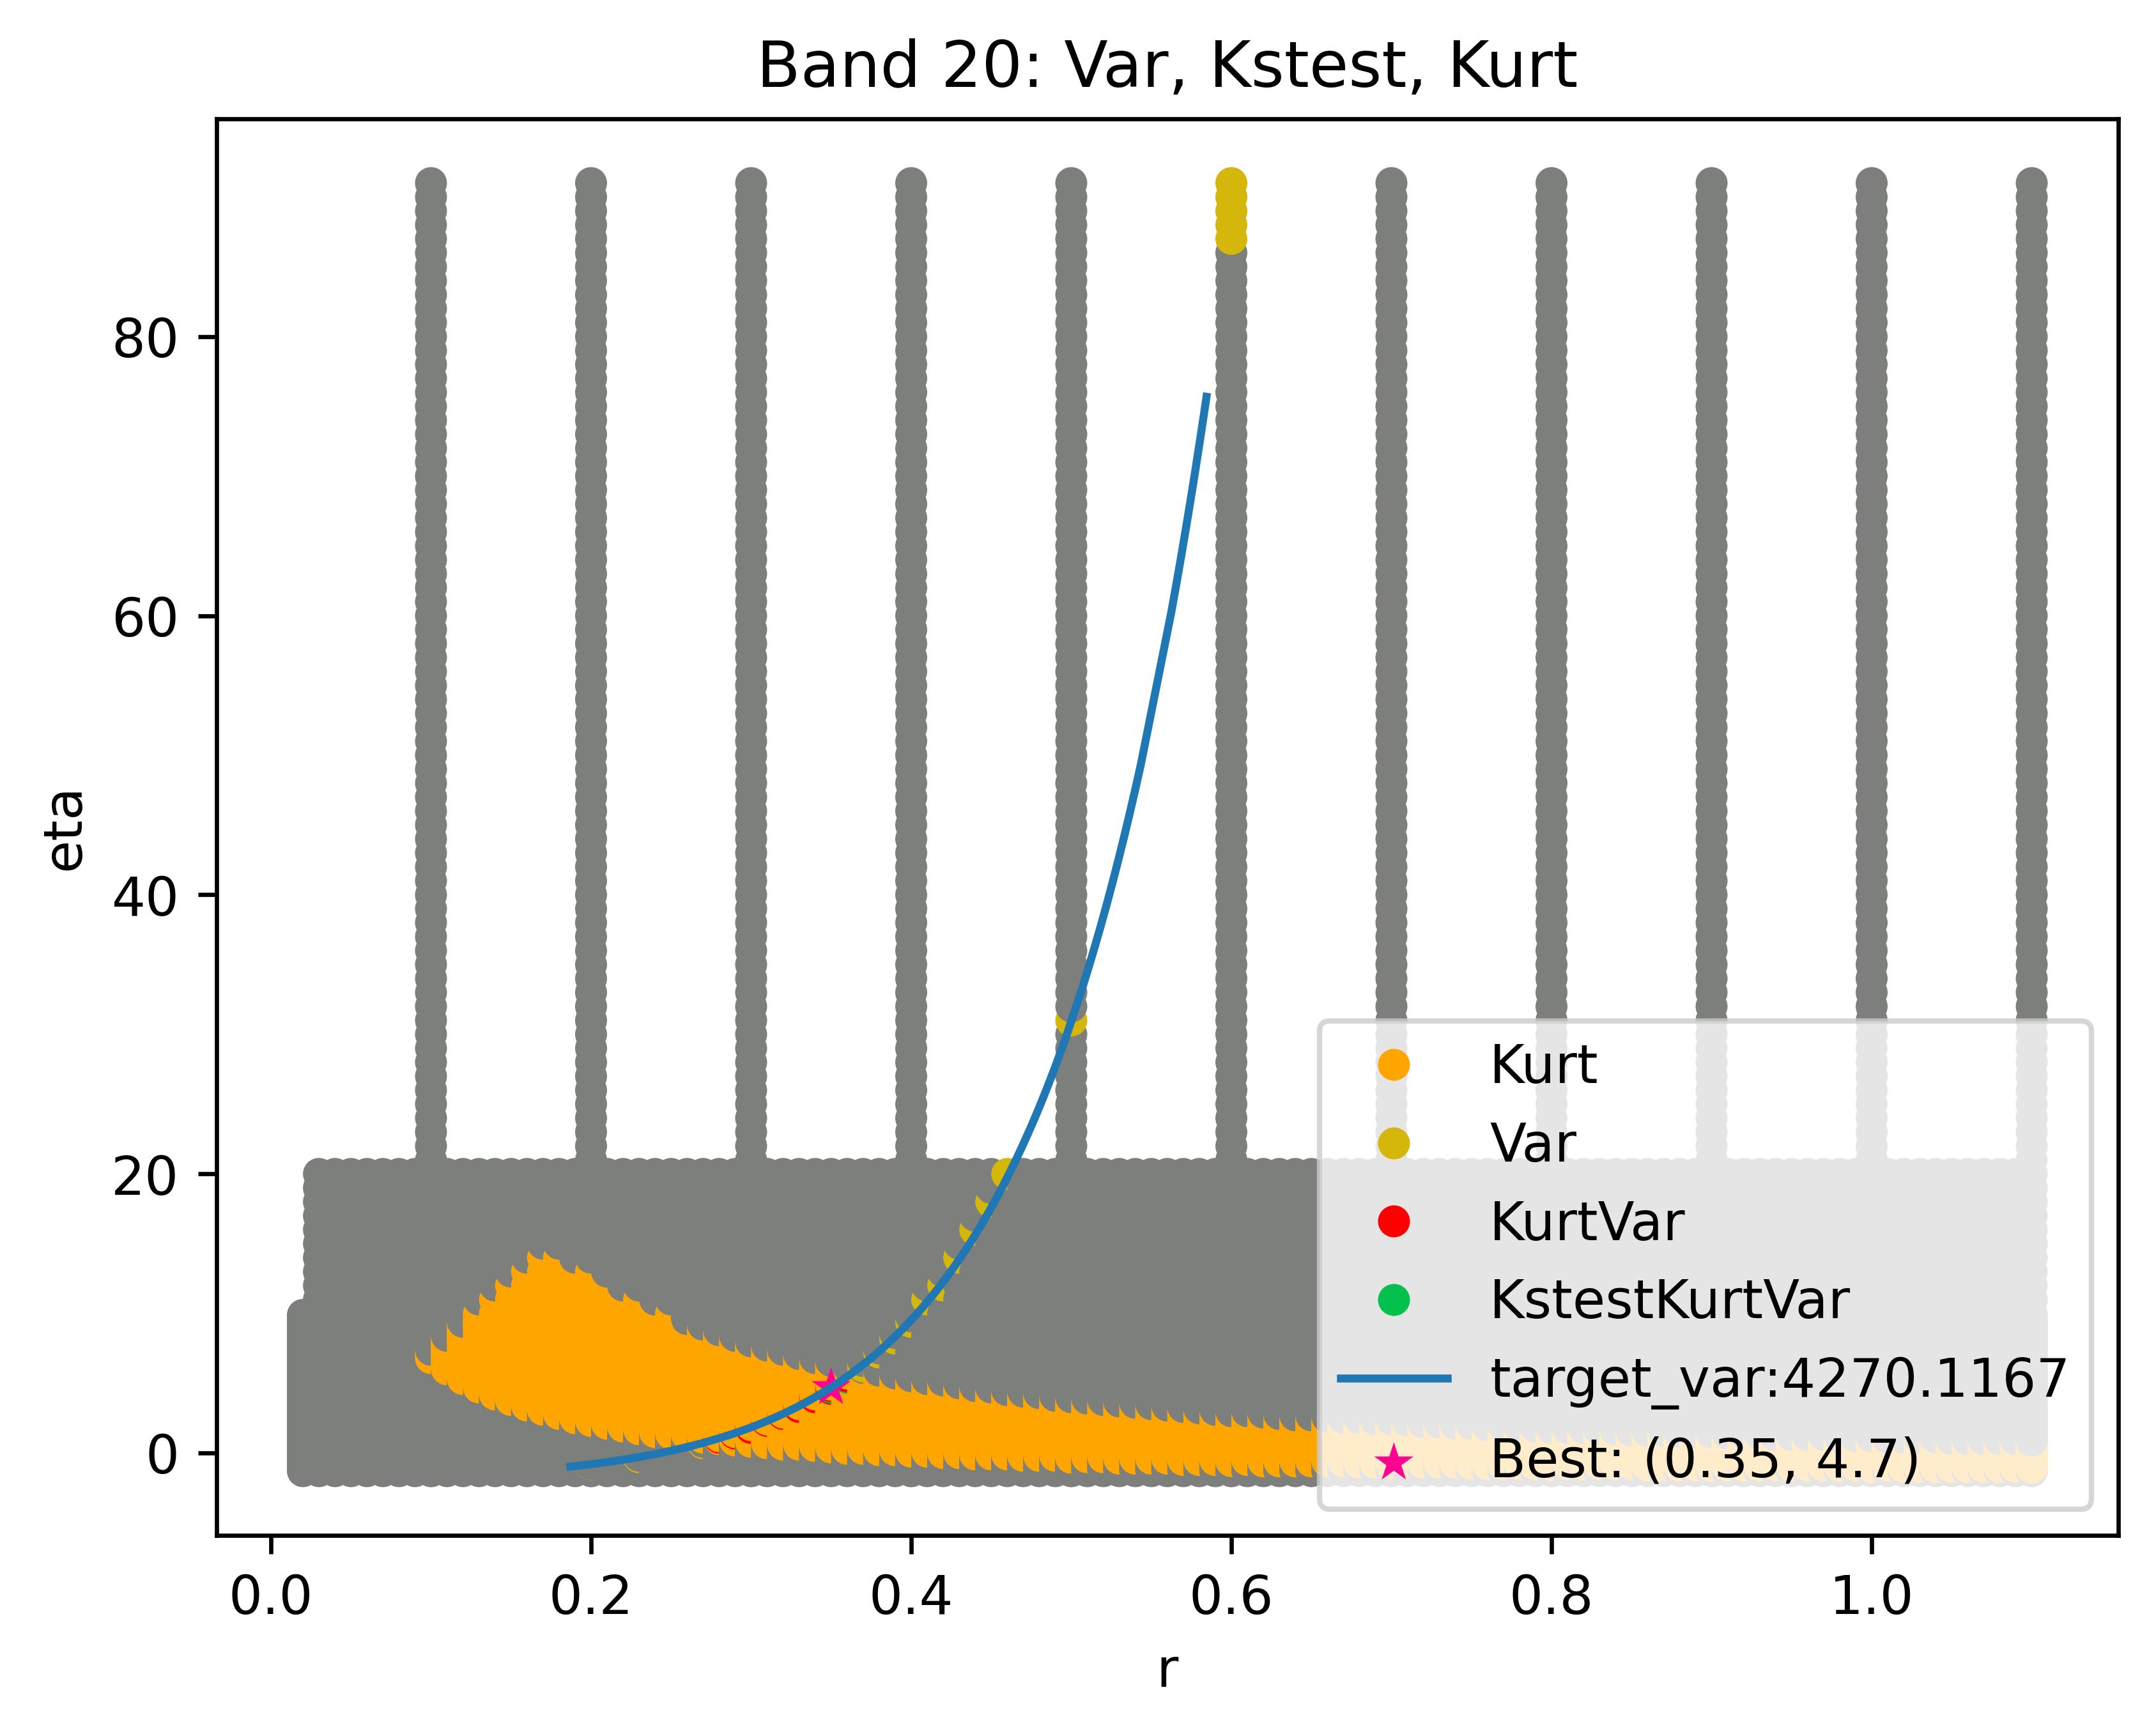 Band 20: Var, Kstest, Kurt
eta
80
60
40
20
0
Kurt
Var
KurtVar
KstestKurtVar
target_var:4270.1167
Best: (0.35, 4.7)
0.0 0.2 0.4 0.6 0.8 1.0
r